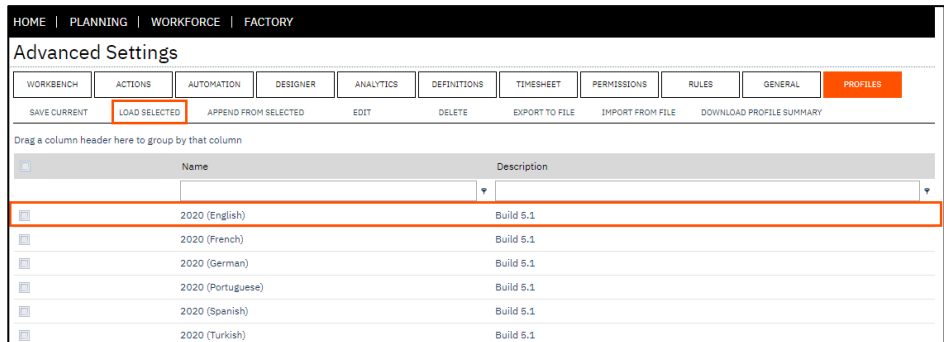 HOME | PLANNING | WORKFORCE | FACTORY
Advanced Settings
WORKBENCH ACTIONS AUTOMATION DESIGNER ANALYTICS DEFINITIONS TIMESHEET PERMISSIONS RULES GENERAL PROFILES
SAVE CURRENT LOAD SELECTED APPEND FROM SELECTED EDIT DELETE EXPORT TO FILE IMPORT FROM FILE DOWNLOAD PROFILE SUMMARY
Drag a column header here to group by that column
Name Description
2020 (English) Build 5.1
2020 (French) Build 5.1
2020 (German) Build 5.1
2020 (Portuguese) Build 5.1
2020 (Spanish) Build 5.1
2020 (Turkish) Build 5.1